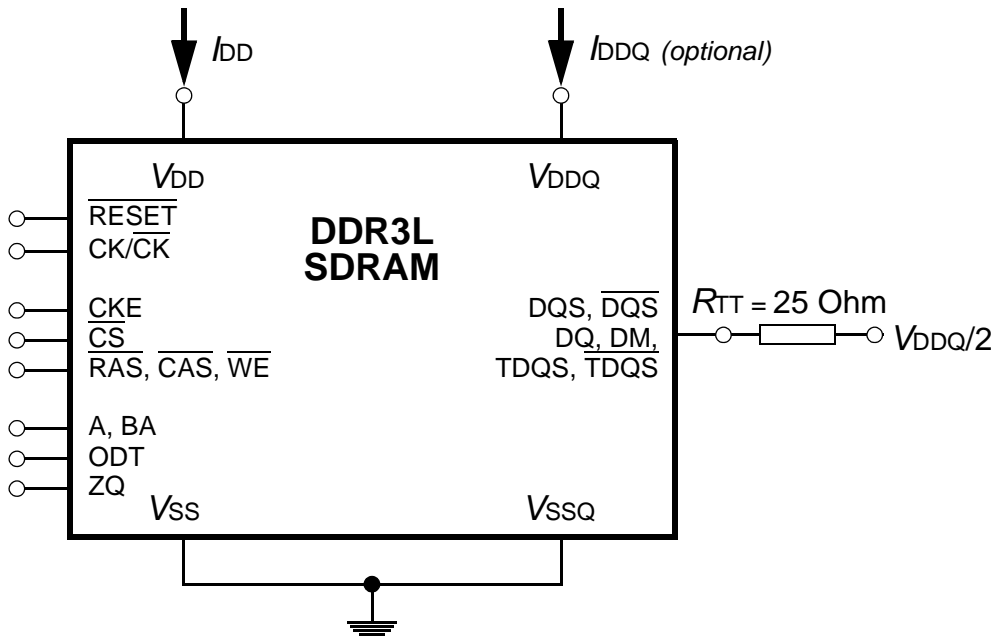 IDD
IDDQ (optional)
VDD
VDDQ
RESET
CK/CK
DDR3L
SDRAM
CKE
CS
RAS, CAS, WE
DQS, DQS
DQ, DM,
TDQS, TDQS
RTT = 25 Ohm
VDDQ/2
A, BA
ODT
ZQ
VSS
VSSQ